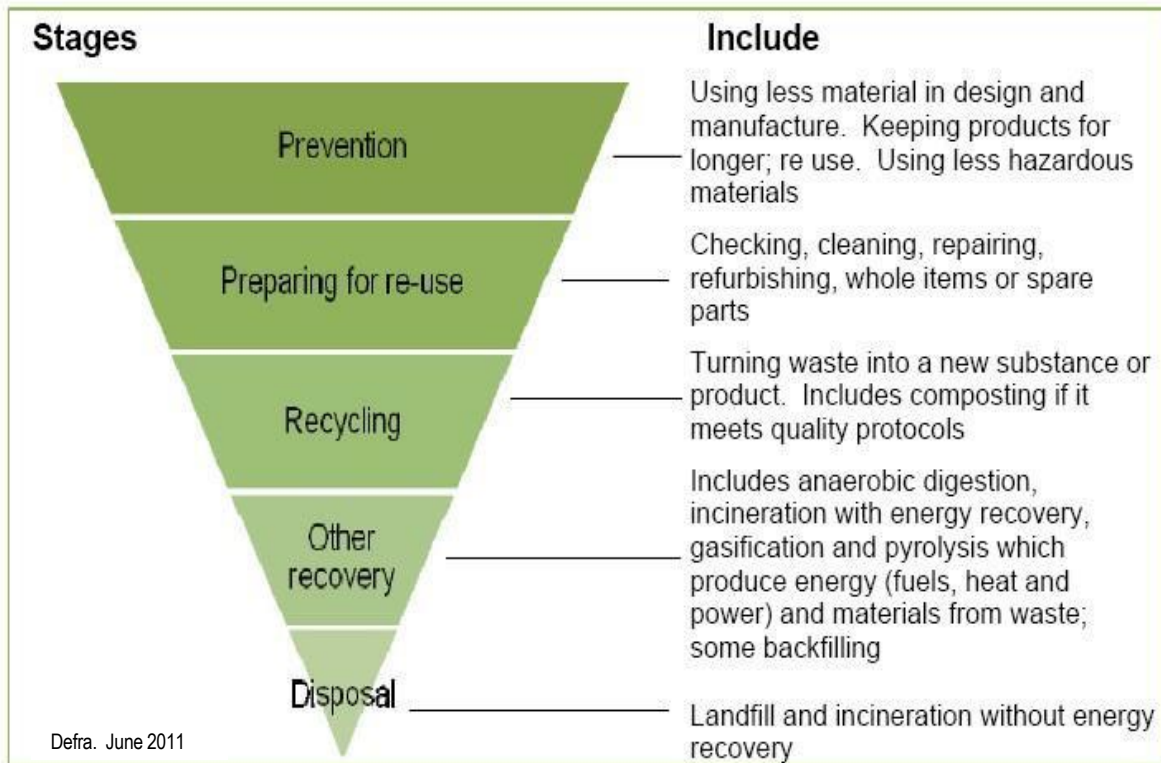 Stages
Include
Prevention
Using less material in design and
manufacture. Keeping products for
longer; re use. Using less hazardous
materials
Preparing for re-use
Checking, cleaning, repairing,
refurbishing, whole items or spare
parts
Recycling
Turning waste into a new substance or
product. Includes composting if it
meets quality protocols
Other
recovery
Includes anaerobic digestion,
incineration with energy recovery,
gasification and pyrolysis which
produce energy (fuels, heat and
power) and materials from waste;
some backfilling
Disposal
Landfill and incineration without energy
recovery
Defra. June 2011